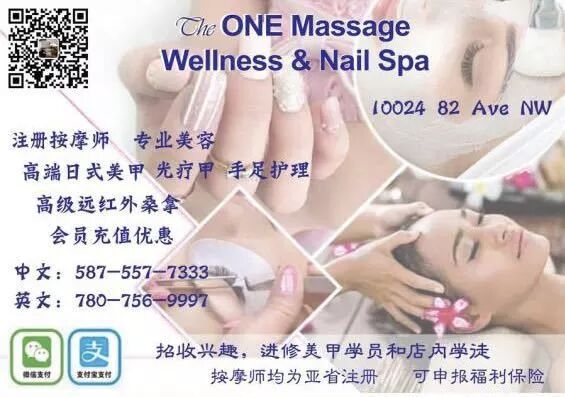 The ONE Massage
Wellness & Nail Spa
10024 82 Ave NW
注册按摩师 专业美容
高端日式美甲 光疗甲 手足护理
高级远红外桑拿
会员充值优惠
中文：587-557-7333
英文：780-756-9997
微信支付 支付宝支付
招收兴趣，进修美甲学员和店内学徒
按摩师均为亚省注册 可申报福利保险